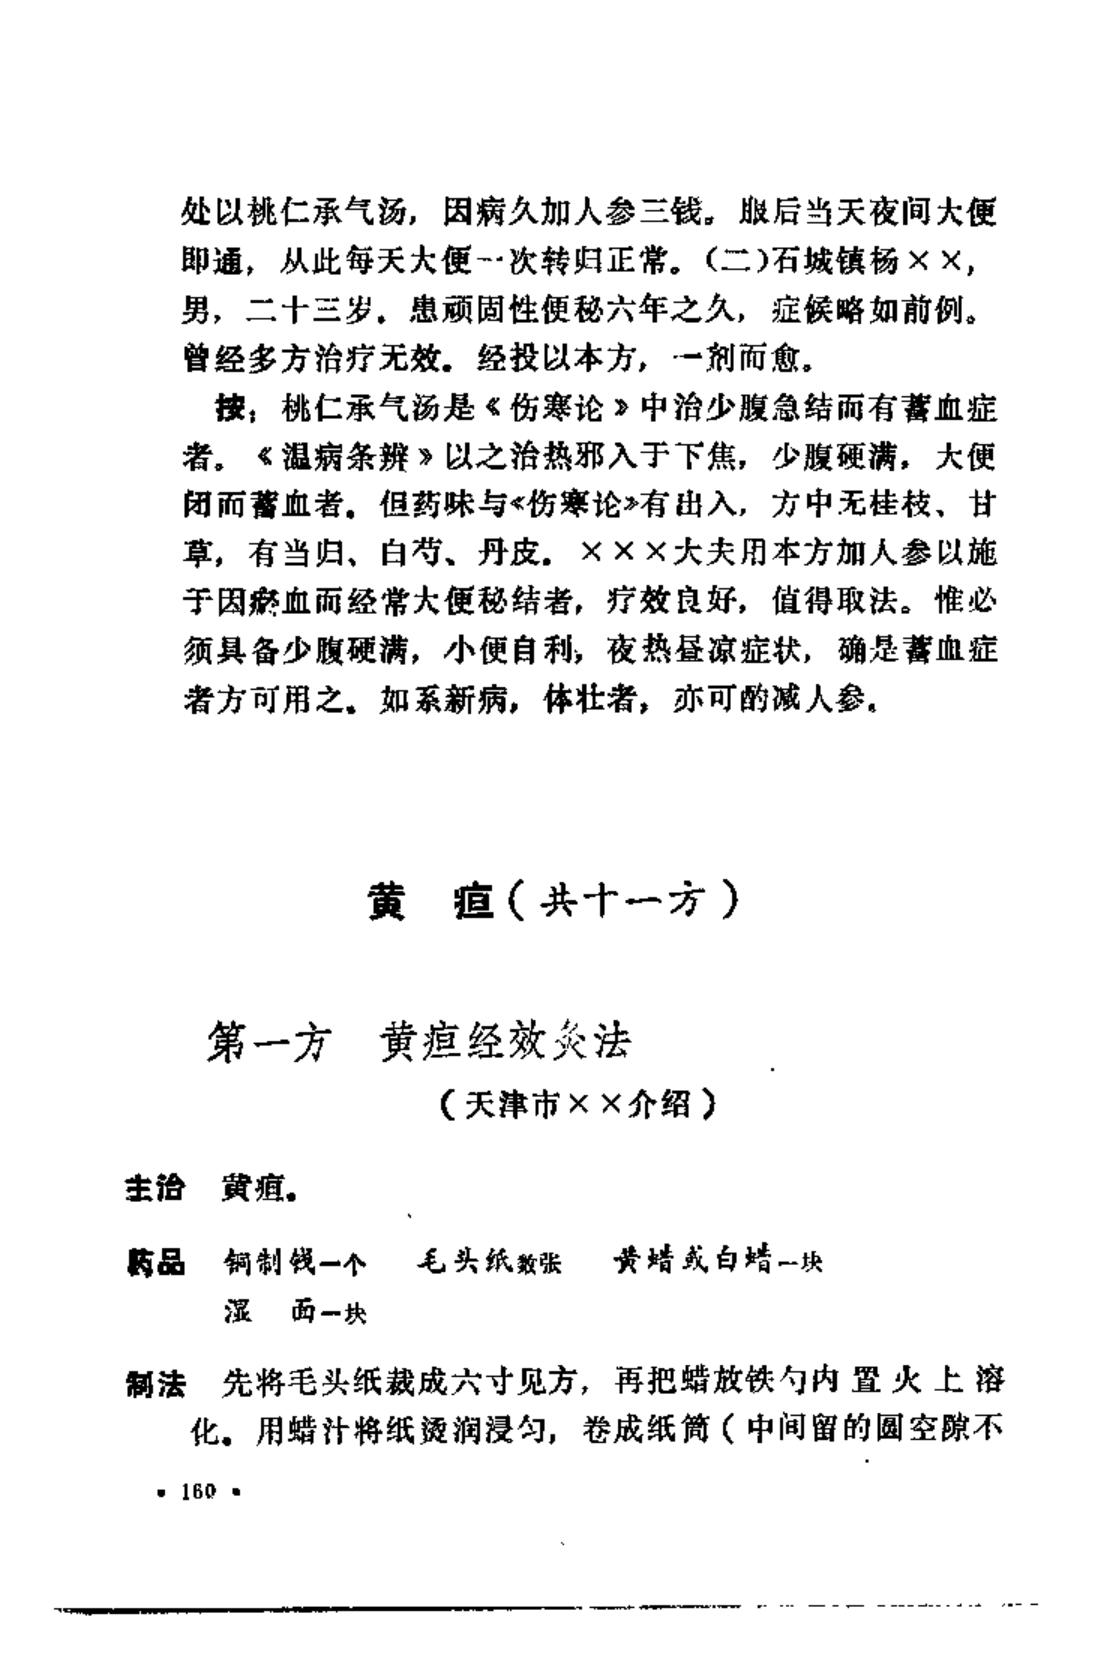 处以桃仁承气汤，因病久加人参三钱。服后当天夜间大便
即通，从此每天大便一次转归正常。（二）石城镇杨××，
男，二十三岁。患顽固性便秘六年之久，症候略如前例。
曾经多方治疗无效。经投以本方，一剂而愈。
按：桃仁承气汤是《伤寒论》中治少腹急结而有蓄血症
者。《温病条辨》以之治热邪入于下焦，少腹硬满，大便
闭而蓄血者。但药味与《伤寒论》有出入，方中无桂枝、甘
草，有当归、白芍、丹皮。×××大夫用本方加人参以施
于因瘀血而经常大便秘结者，疗效良好，值得取法。惟必
须具备少腹硬满，小便自利，夜热昼凉症状，确是蓄血症
者方可用之。如系新病，体壮者，亦可酌减人参。
黄　疸（共十一方）
第一方　黄疸经效灸法
（天津市××介绍）
主治　黄疸。
药品　铜制钱一个　毛头纸数张　黄蜡或白蜡一块
湿　面一块
制法　先将毛头纸裁成六寸见方，再把蜡放铁勺内置火上溶
化。用蜡汁将纸烫润浸匀，卷成纸筒（中间留的圆空隙不
• 160 •